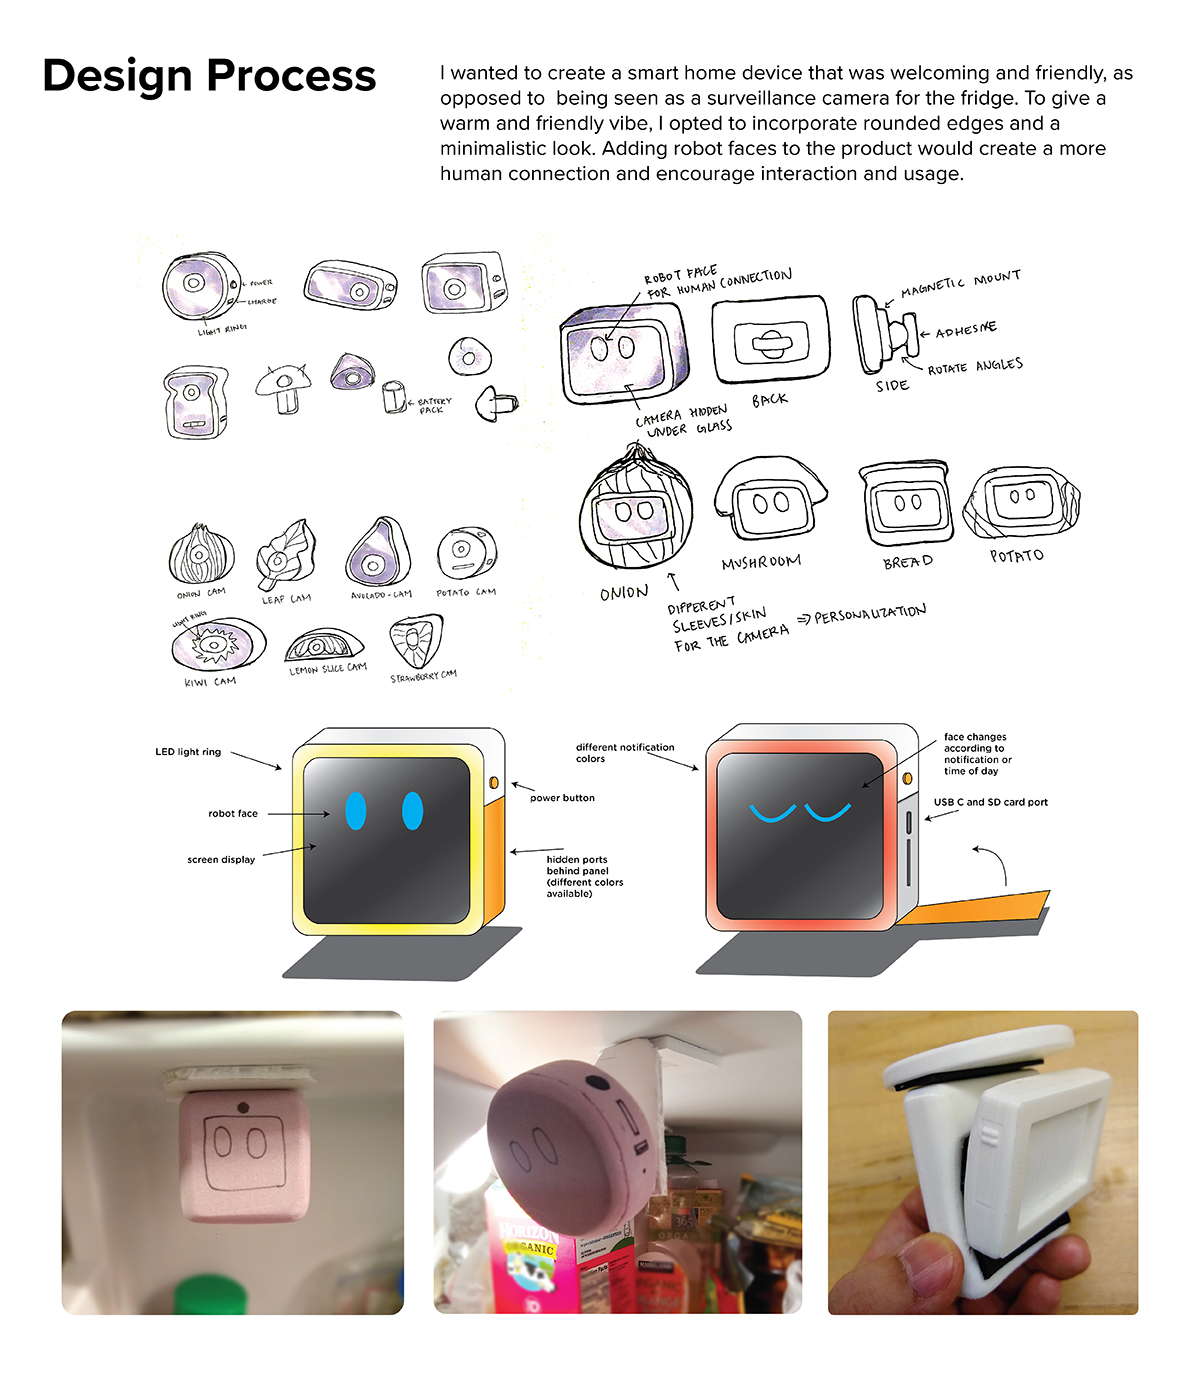 Design Process
I wanted to create a smart home device that was welcoming and friendly, as
opposed to being seen as a surveillance camera for the fridge. To give a
warm and friendly vibe, I opted to incorporate rounded edges and a
minimalistic look. Adding robot faces to the product would create a more
human connection and encourage interaction and usage.
POWER
CHARGE
LIGHT RING
BATTERY
PACK
ROBOT FACE
FOR HUMAN CONNECTION
MAGNETIC MOUNT
ADHESIVE
ROTATE ANGLES
SIDE
BACK
CAMERA HIDDEN
UNDER GLASS
ONION CAM
LEAF CAM
AVOCADO-CAM
POTATO CAM
LIGHT RING
KIWI CAM
LEMON SLICE CAM
STRAWBERRY CAM
ONION
MUSHROOM
BREAD
POTATO
DIFFERENT
SLEEVES/SKIN
FOR THE CAMERA ⇒ PERSONALIZATION
LED light ring
robot face
screen display
power button
hidden ports
behind panel
(different colors
available)
different notification
colors
face changes
according to
notification or
time of day
USB C and SD card port
HORIZON
ORGANIC
365